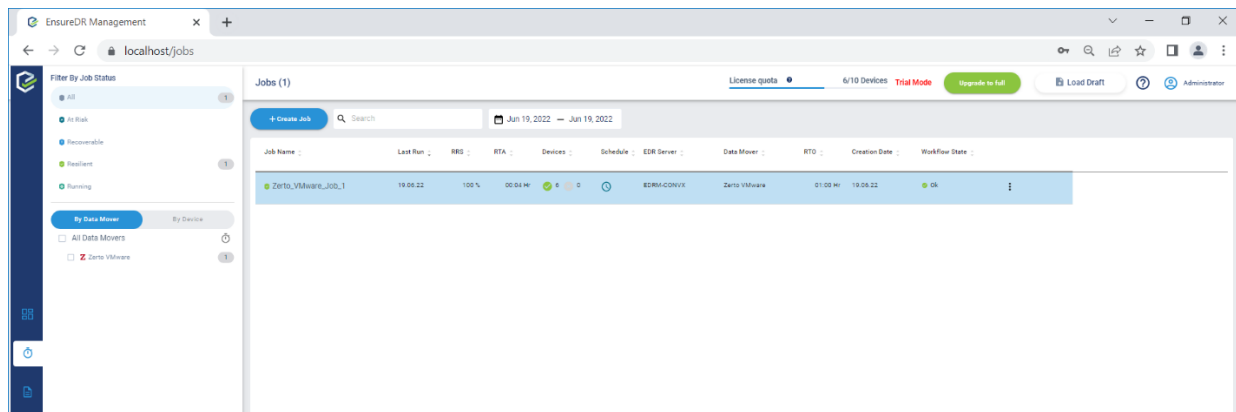 EnsureDR Management
localhost/jobs
Filter By Job Status
All 1
At Risk
Recoverable
Resilient 1
Running
By Data Mover By Device
All Data Movers
Z Zerto VMware 1
Jobs (1)
License quota 6/10 Devices Trial Mode Upgrade to full Load Draft Administrator
+ Create Job Search Jun 19, 2022 — Jun 19, 2022
Job Name Last Run RRS RTA Devices Schedule EDR Server Data Mover RTO Creation Date Workflow State
Zerto_VMware_Job_1 19.06.22 100 % 00:04 Hr 6 0 EDRM-CONVX Zerto VMware 01:00 Hr 19.06.22 Ok